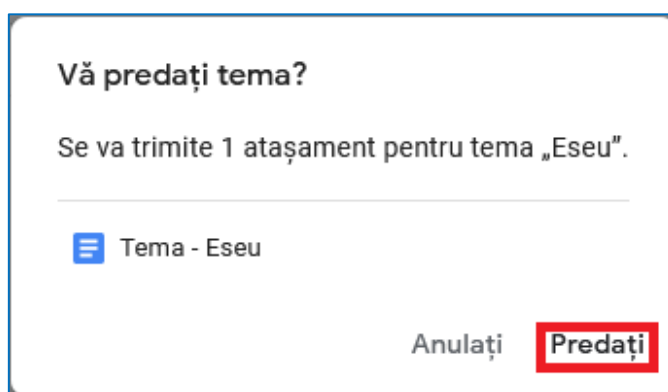 Vă predați tema?
Se va trimite 1 atașament pentru tema „Eseu”.
Tema - Eseu
Anulați Predați